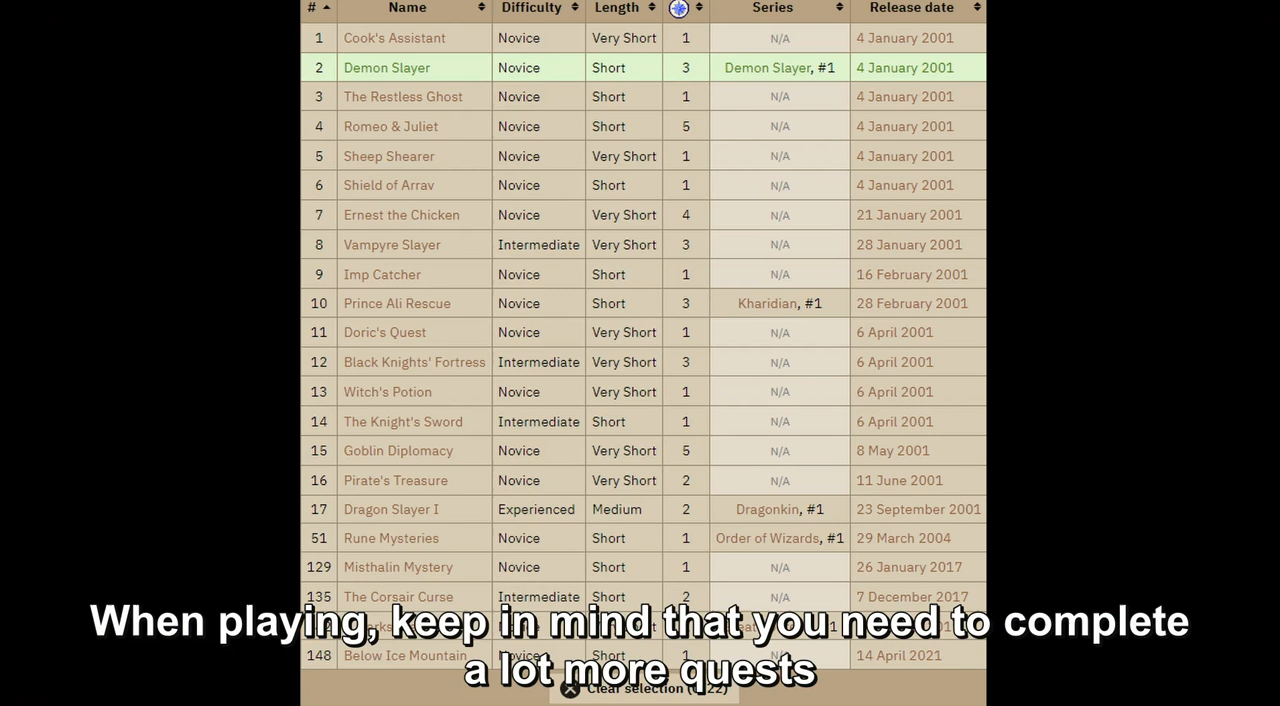 # Name Difficulty Length Series Release date
1 Cook's Assistant Novice Very Short 1 N/A 4 January 2001
2 Demon Slayer Novice Short 3 Demon Slayer, #1 4 January 2001
3 The Restless Ghost Novice Short 1 N/A 4 January 2001
4 Romeo & Juliet Novice Short 5 N/A 4 January 2001
5 Sheep Shearer Novice Very Short 1 N/A 4 January 2001
6 Shield of Arrav Novice Short 1 N/A 4 January 2001
7 Ernest the Chicken Novice Very Short 4 N/A 21 January 2001
8 Vampyre Slayer Intermediate Very Short 3 N/A 28 January 2001
9 Imp Catcher Novice Short 1 N/A 16 February 2001
10 Prince Ali Rescue Novice Short 3 Kharidian, #1 28 February 2001
11 Doric's Quest Novice Very Short 1 N/A 6 April 2001
12 Black Knights' Fortress Intermediate Very Short 3 N/A 6 April 2001
13 Witch's Potion Novice Very Short 1 N/A 6 April 2001
14 The Knight's Sword Intermediate Short 1 N/A 6 April 2001
15 Goblin Diplomacy Novice Very Short 5 N/A 8 May 2001
16 Pirate's Treasure Novice Very Short 2 N/A 11 June 2001
17 Dragon Slayer I Experienced Medium 2 Dragonkin, #1 23 September 2001
51 Rune Mysteries Novice Short 1 Order of Wizards, #1 29 March 2004
129 Misthalin Mystery Novice Short 1 N/A 26 January 2017
135 The Corsair Curse Intermediate Short 2 N/A 7 December 2017
When playing, keep in mind that you need to complete
148 Below Ice Mountain Novice Short 1 14 April 2021
a lot more quests
Clear selection